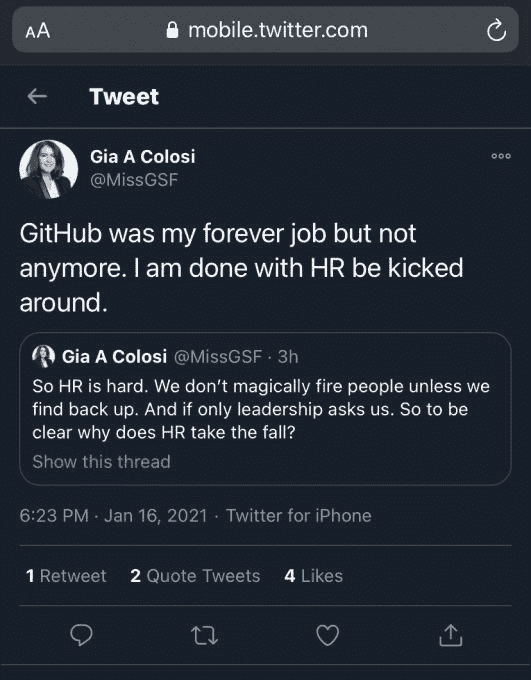 AA mobile.twitter.com
Tweet
Gia A Colosi
@MissGSF
GitHub was my forever job but not
anymore. I am done with HR be kicked
around.
Gia A Colosi @MissGSF · 3h
So HR is hard. We don’t magically fire people unless we
find back up. And if only leadership asks us. So to be
clear why does HR take the fall?
Show this thread
6:23 PM · Jan 16, 2021 · Twitter for iPhone
1 Retweet 2 Quote Tweets 4 Likes